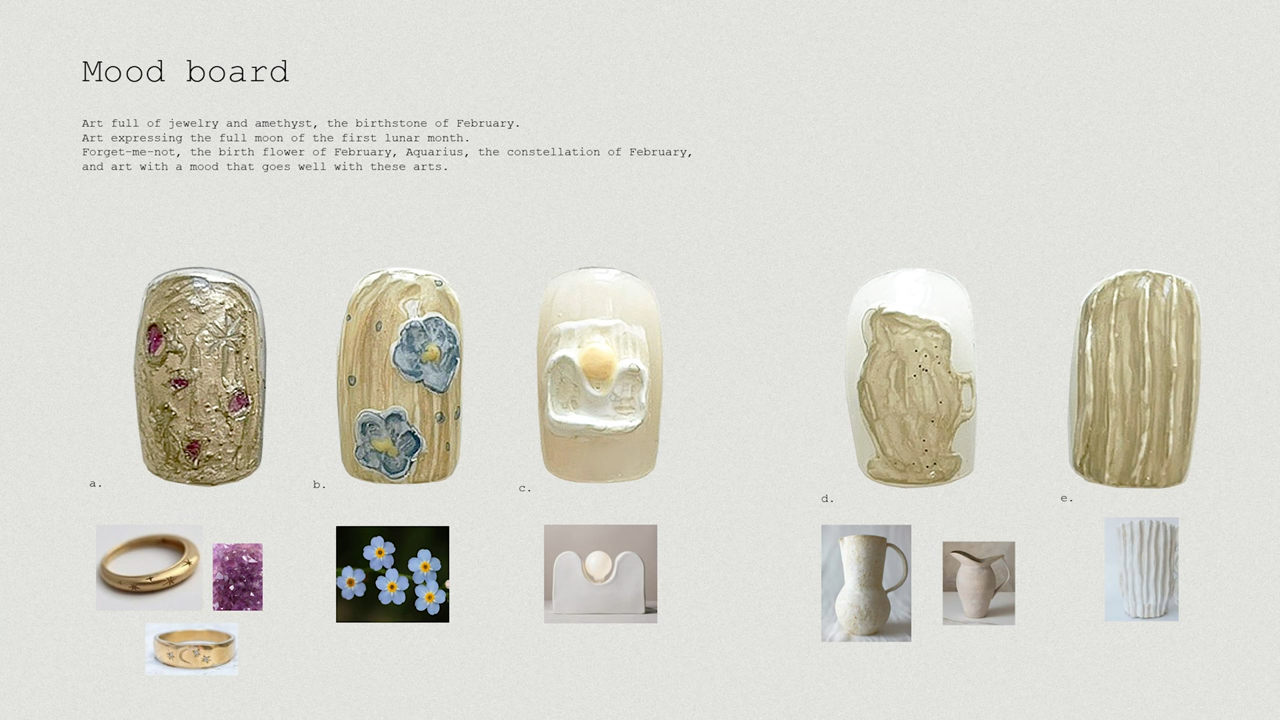 Mood board
Art full of jewelry and amethyst, the birthstone of February.
Art expressing the full moon of the first lunar month.
Forget-me-not, the birth flower of February, Aquarius, the constellation of February,
and art with a mood that goes well with these arts.
a.
b.
c.
d.
e.